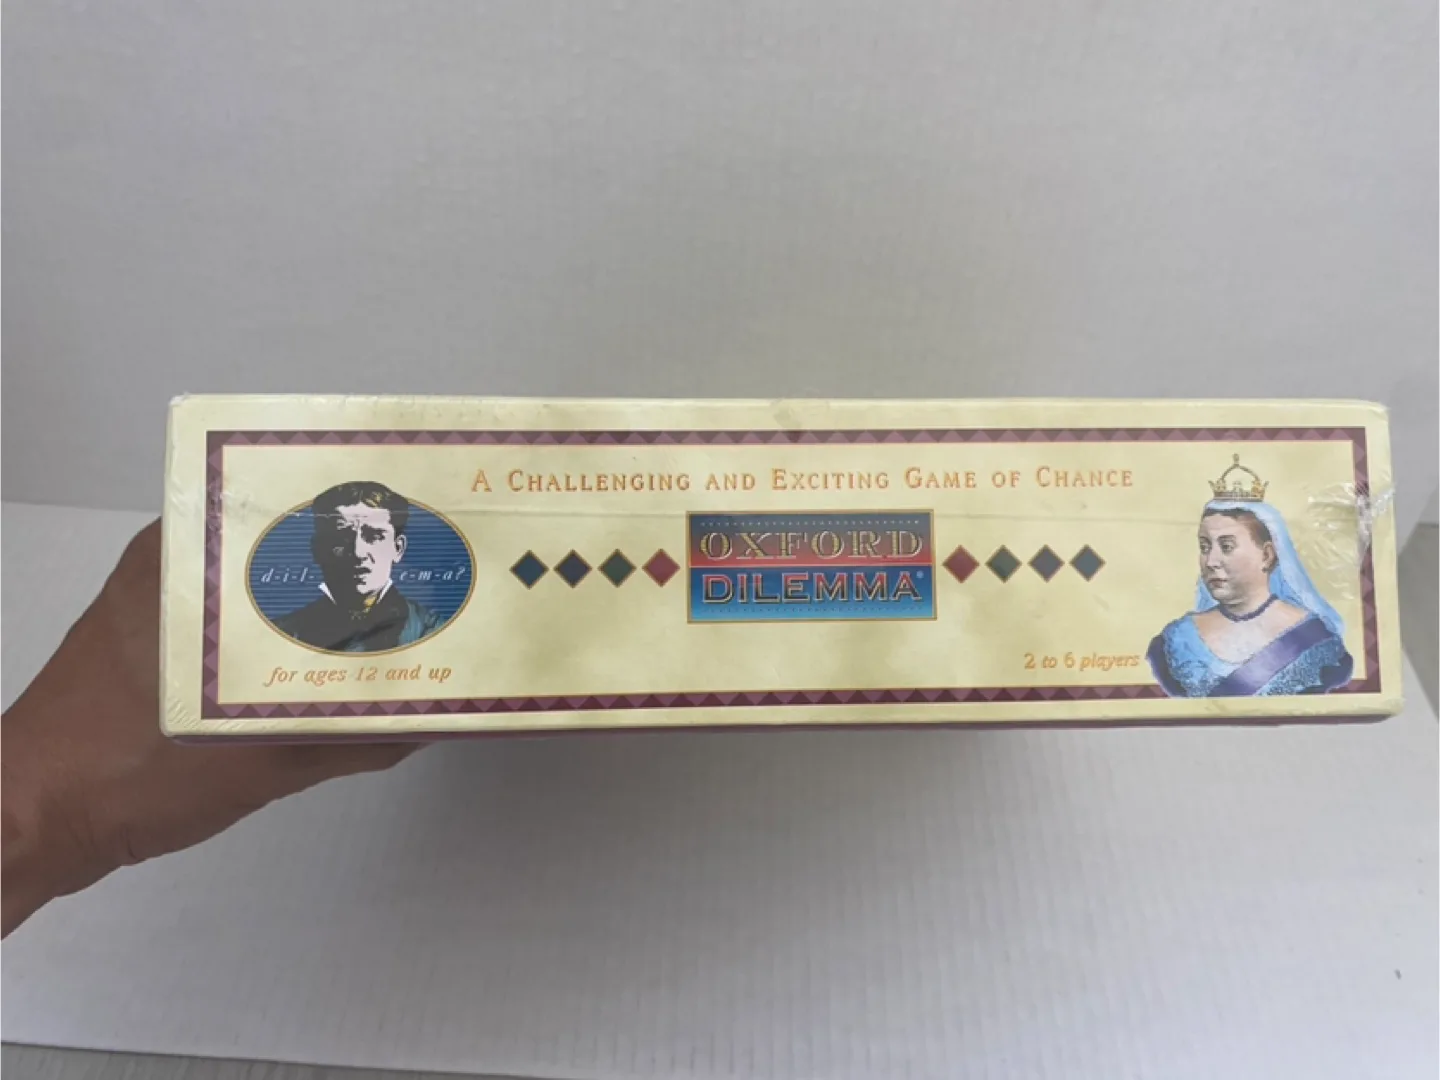 A CHALLENGING AND EXCITING GAME OF CHANCE
OXFORD
DILEMMA®
d-i-l- e-m-a?
for ages 12 and up
2 to 6 players